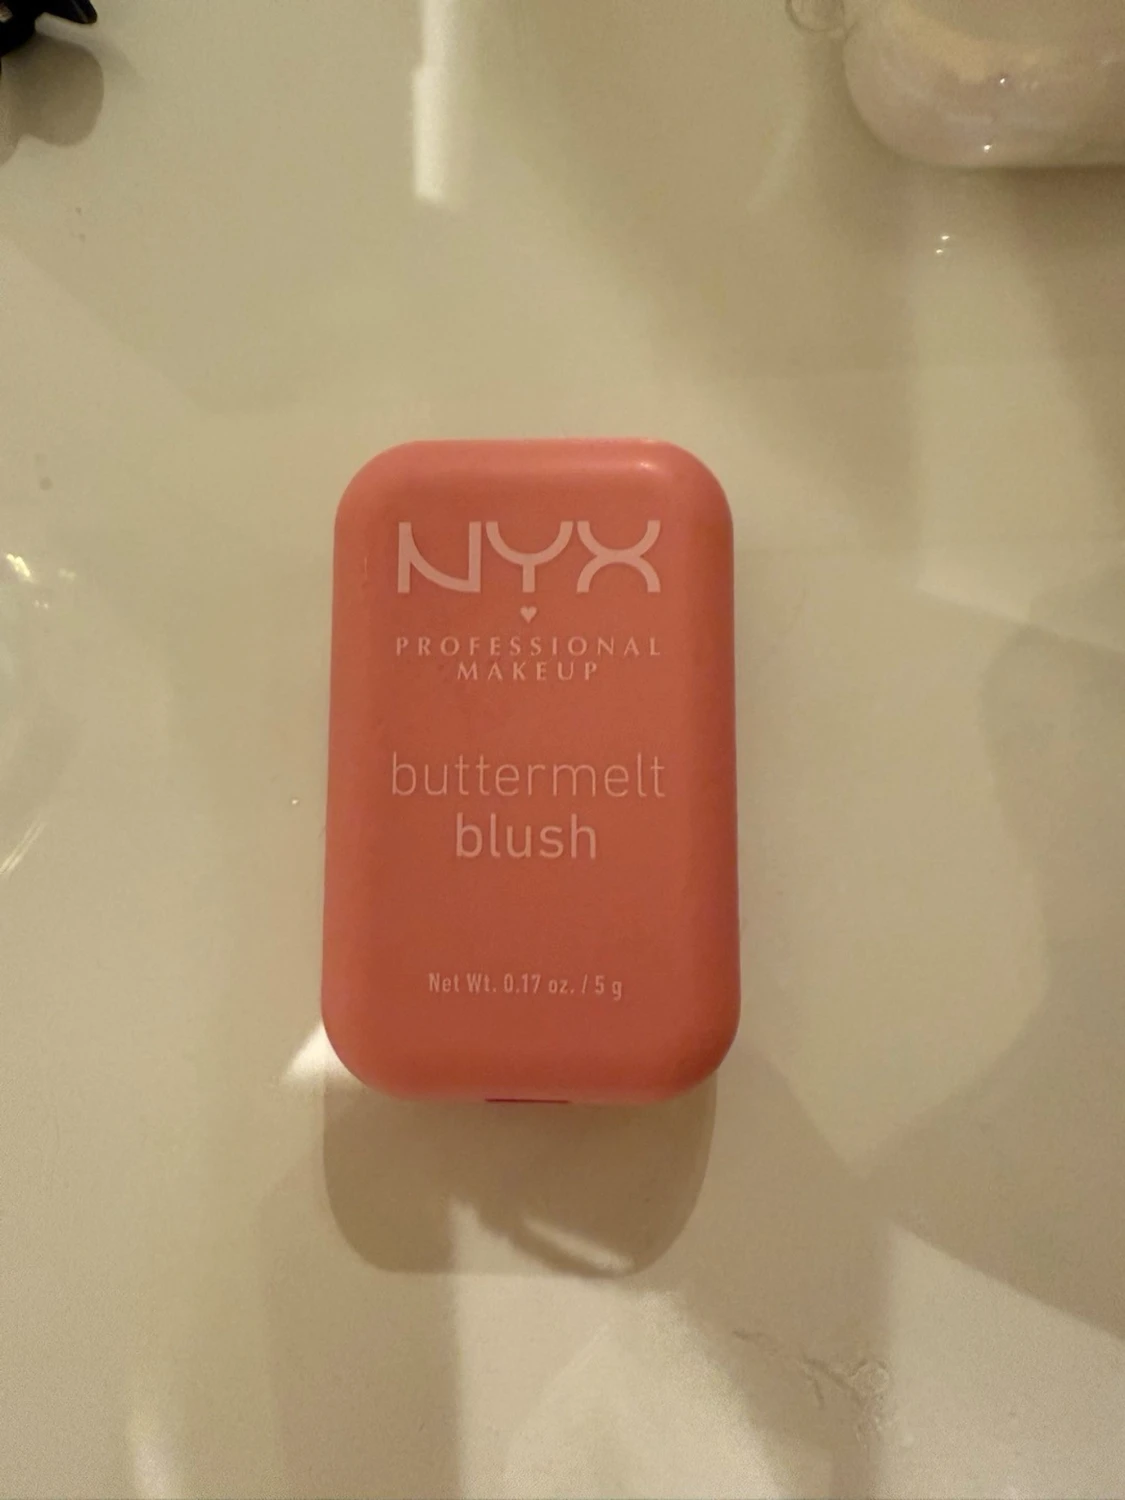 NYX
PROFESSIONAL
MAKEUP
buttermelt
blush
Net Wt. 0.17 oz. / 5 g